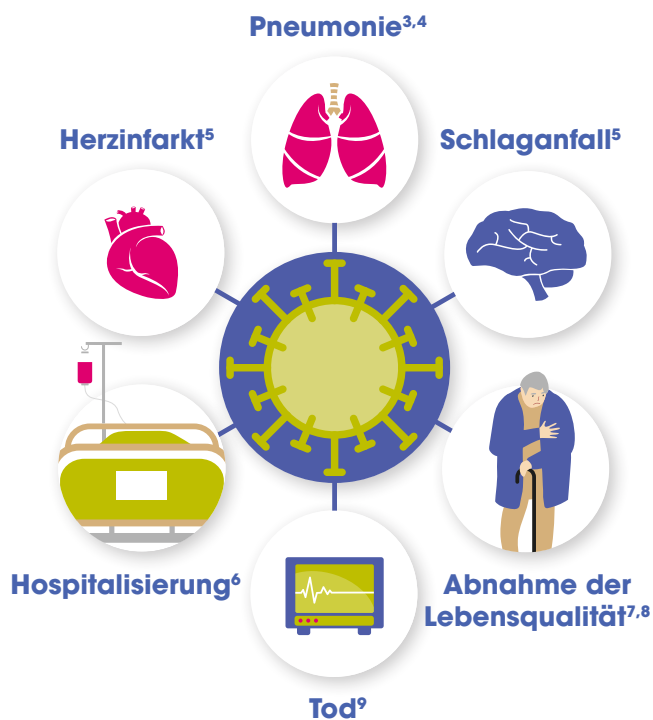 Pneumonie³,⁴
Herzinfarkt⁵
Schlaganfall⁵
Hospitalisierung⁶
Abnahme der
Lebensqualität⁷,⁸
Tod⁹